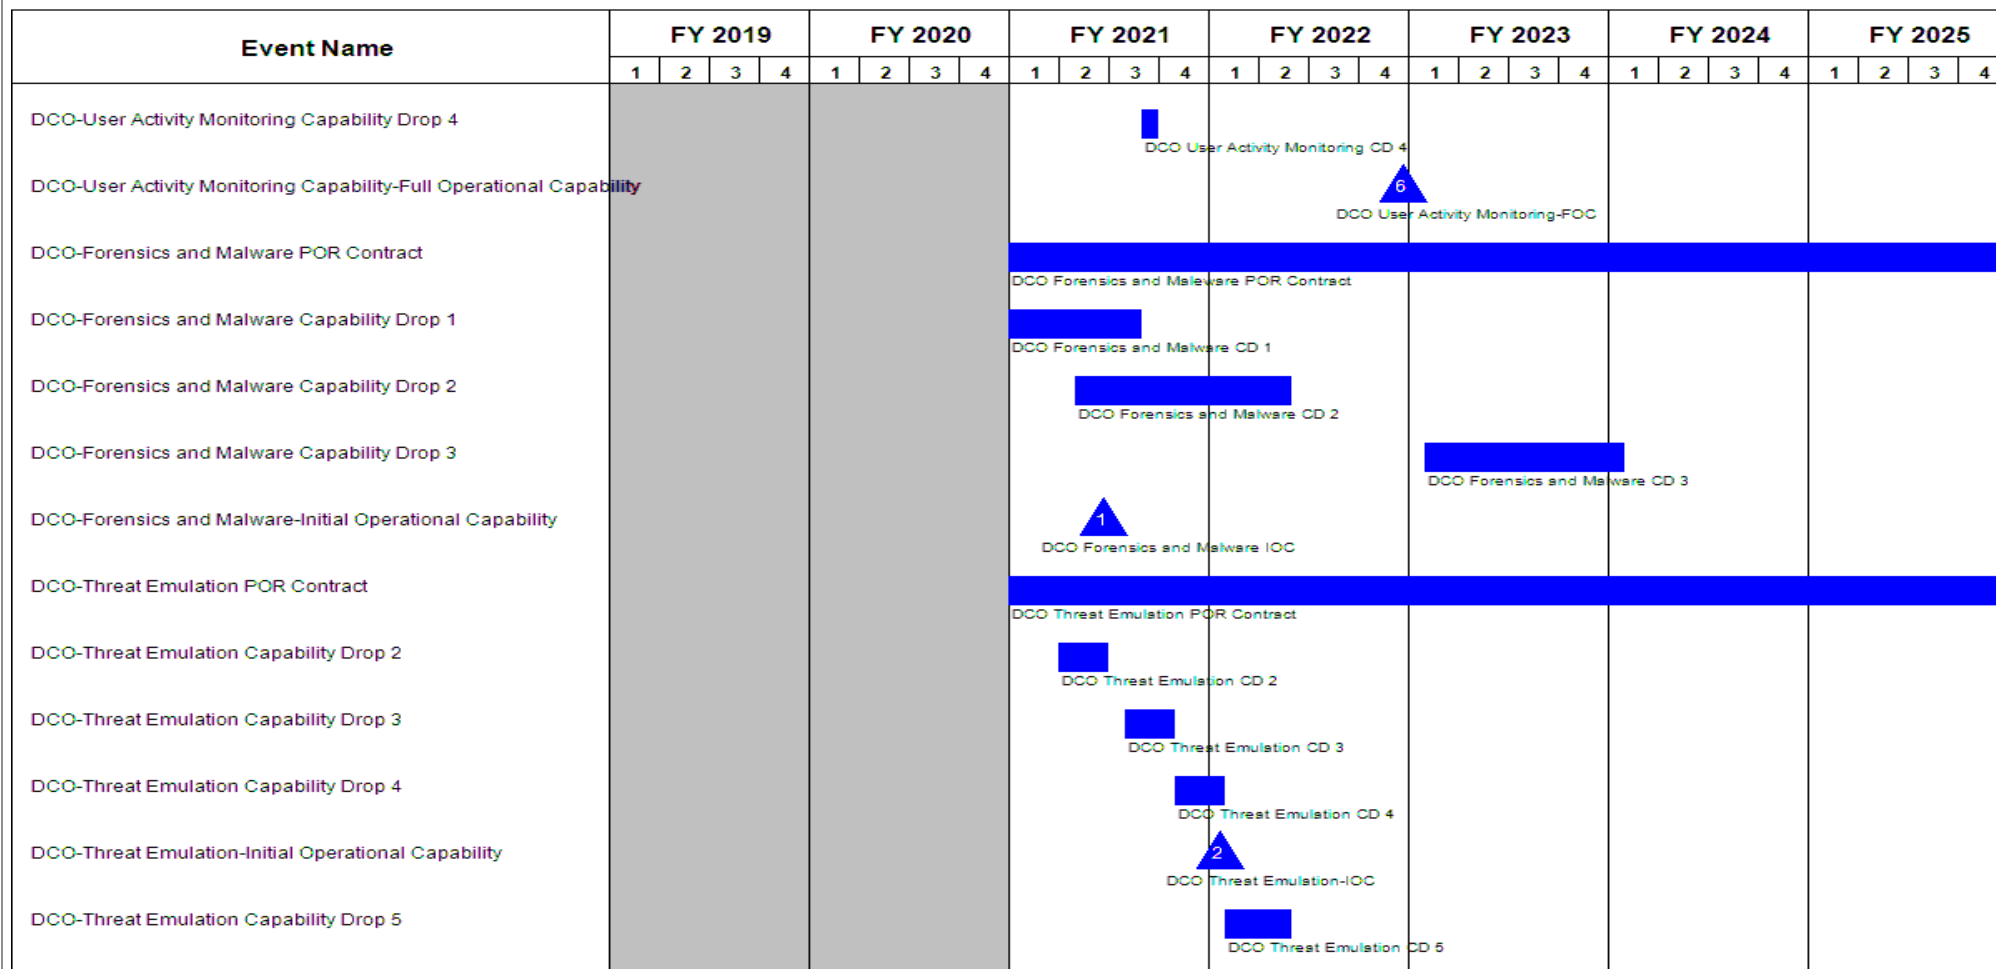 Event Name
FY 2019 FY 2020 FY 2021 FY 2022 FY 2023 FY 2024 FY 2025
1 2 3 4 1 2 3 4 1 2 3 4 1 2 3 4 1 2 3 4 1 2 3 4 1 2 3 4
DCO-User Activity Monitoring Capability Drop 4
DCO User Activity Monitoring CD 4
DCO-User Activity Monitoring Capability-Full Operational Capability
6
DCO User Activity Monitoring-FOC
DCO-Forensics and Malware POR Contract
DCO Forensics and Maleware POR Contract
DCO-Forensics and Malware Capability Drop 1
DCO Forensics and Malware CD 1
DCO-Forensics and Malware Capability Drop 2
DCO Forensics and Malware CD 2
DCO-Forensics and Malware Capability Drop 3
DCO Forensics and Malware CD 3
DCO-Forensics and Malware-Initial Operational Capability
1
DCO Forensics and Malware IOC
DCO-Threat Emulation POR Contract
DCO Threat Emulation POR Contract
DCO-Threat Emulation Capability Drop 2
DCO Threat Emulation CD 2
DCO-Threat Emulation Capability Drop 3
DCO Threat Emulation CD 3
DCO-Threat Emulation Capability Drop 4
DCO Threat Emulation CD 4
DCO-Threat Emulation-Initial Operational Capability
2
DCO Threat Emulation-IOC
DCO-Threat Emulation Capability Drop 5
DCO Threat Emulation CD 5